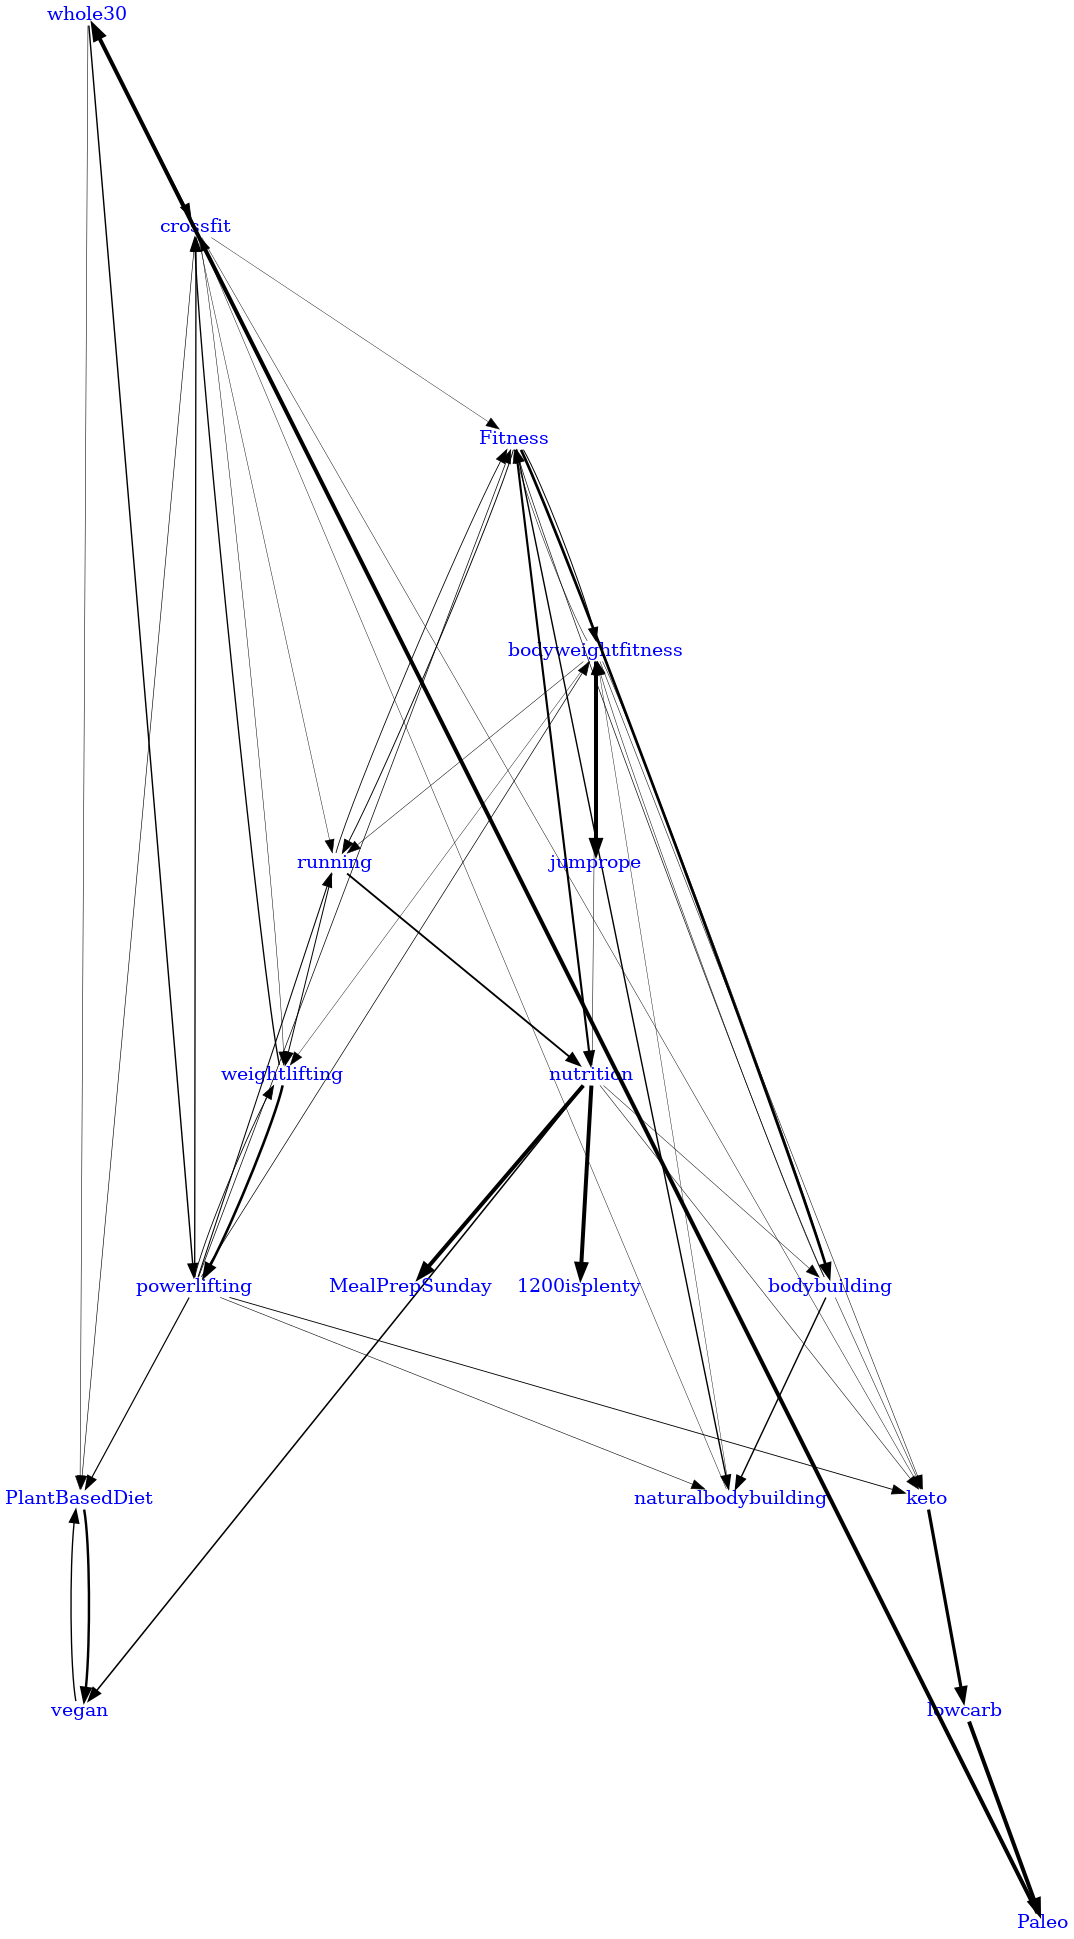 whole30
crossfit
Fitness
bodyweightfitness
running
jumprope
weightlifting
nutrition
powerlifting
MealPrepSunday
1200isplenty
bodybuilding
PlantBasedDiet
naturalbodybuilding
keto
vegan
lowcarb
Paleo